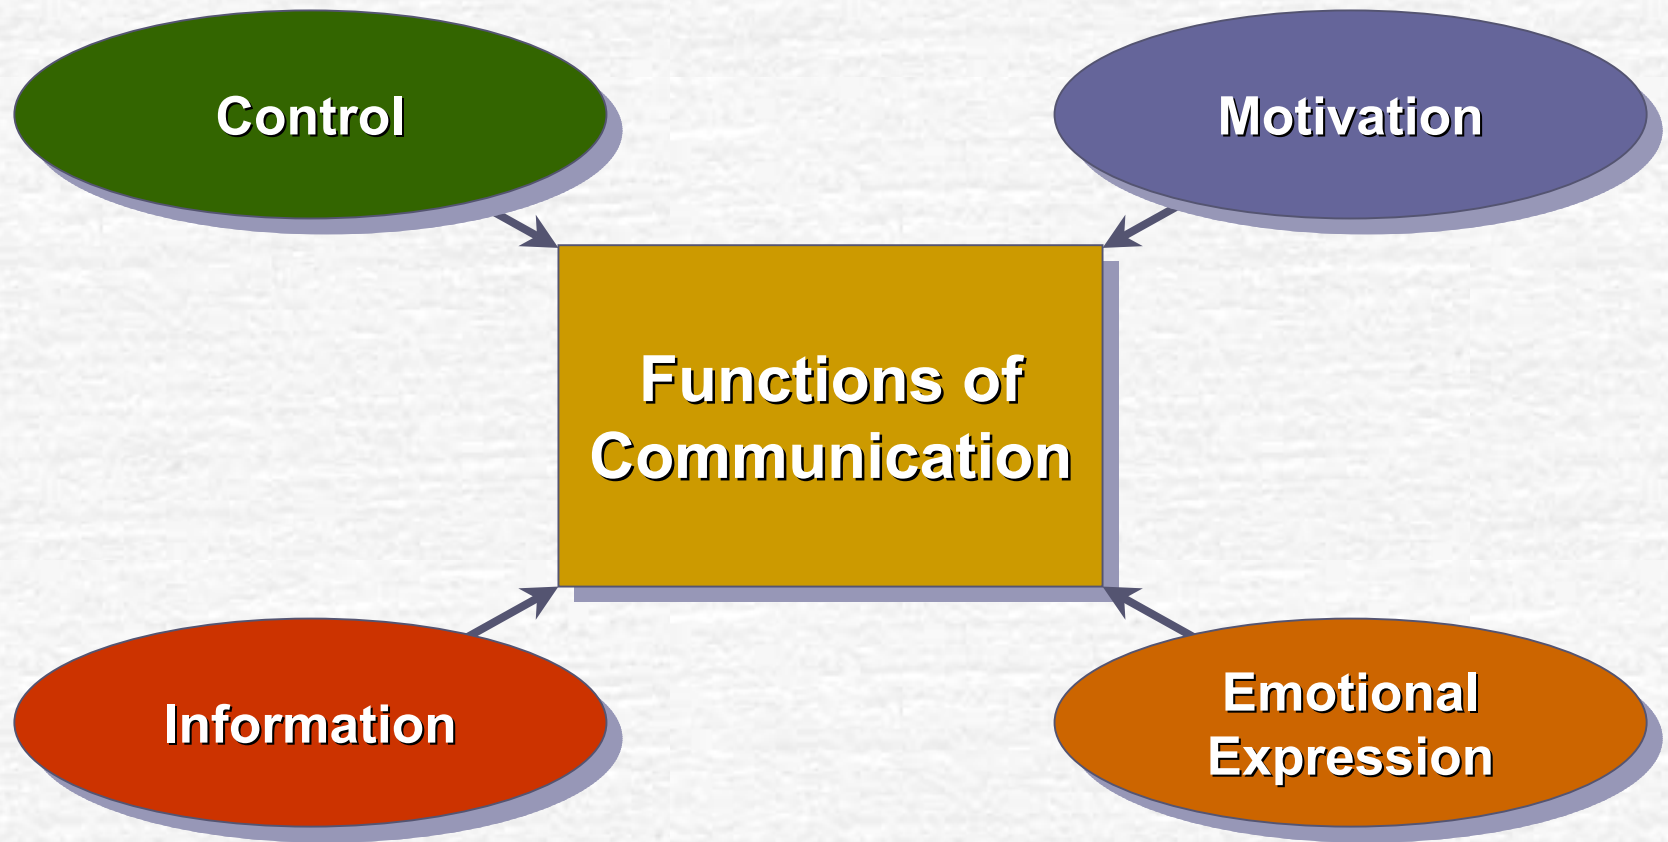 Control
Motivation
Functions of
Communication
Information
Emotional
Expression